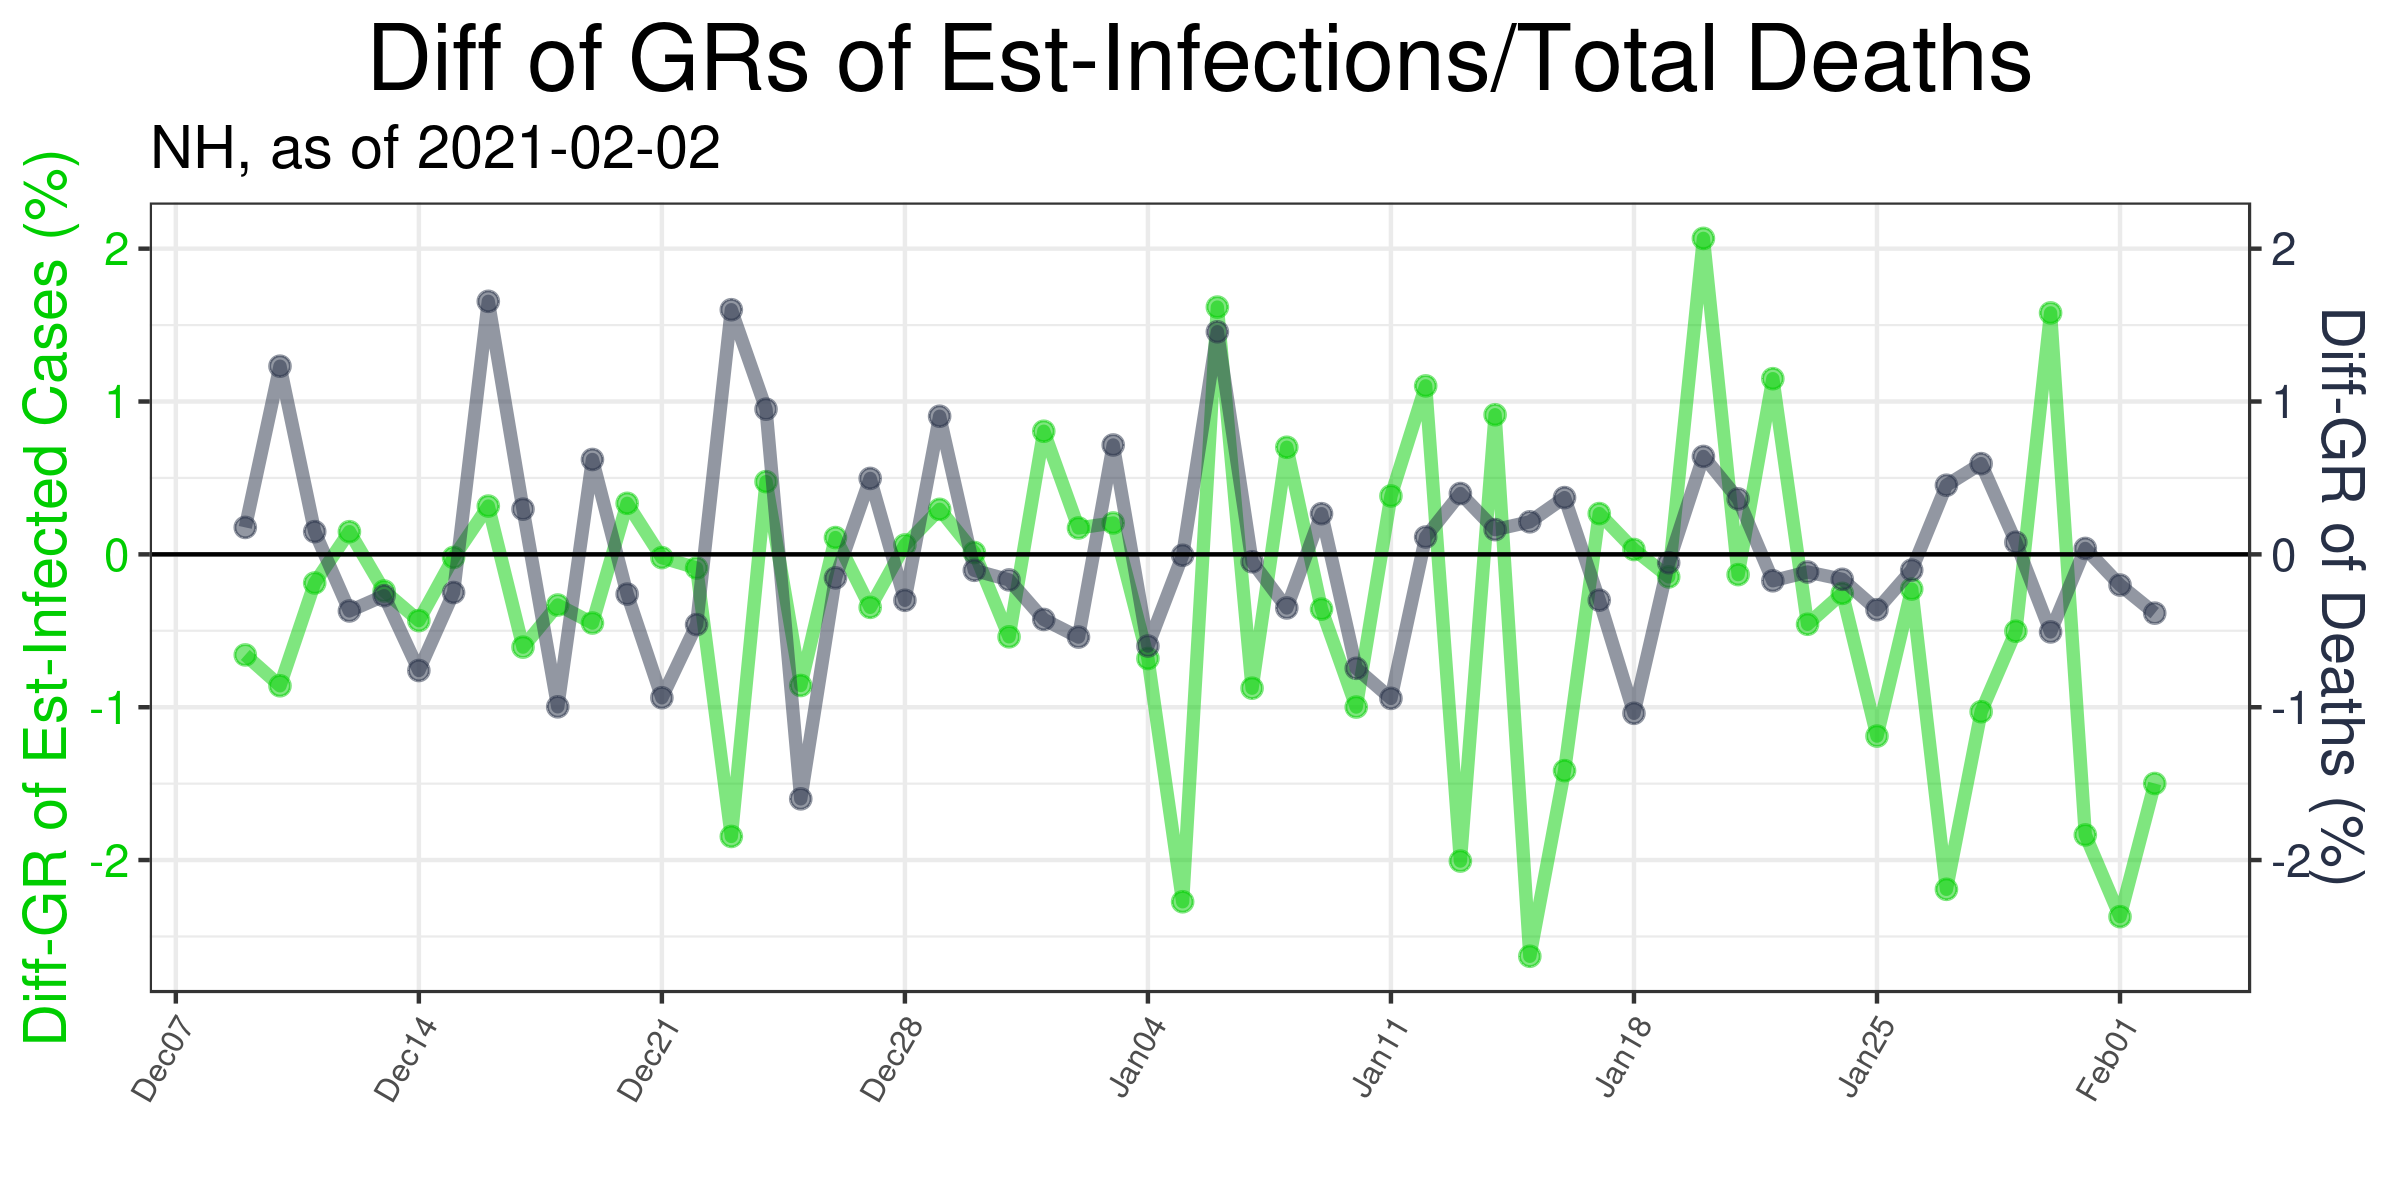 Diff of GRs of Est-Infections/Total Deaths
NH, as of 2021-02-02
Diff-GR of Est-Infected Cases (%)
2
1
0
-1
-2
2
1
0
-1
-2
Diff-GR of Deaths (%)
Dec07
Dec14
Dec21
Dec28
Jan04
Jan11
Jan18
Jan25
Feb01